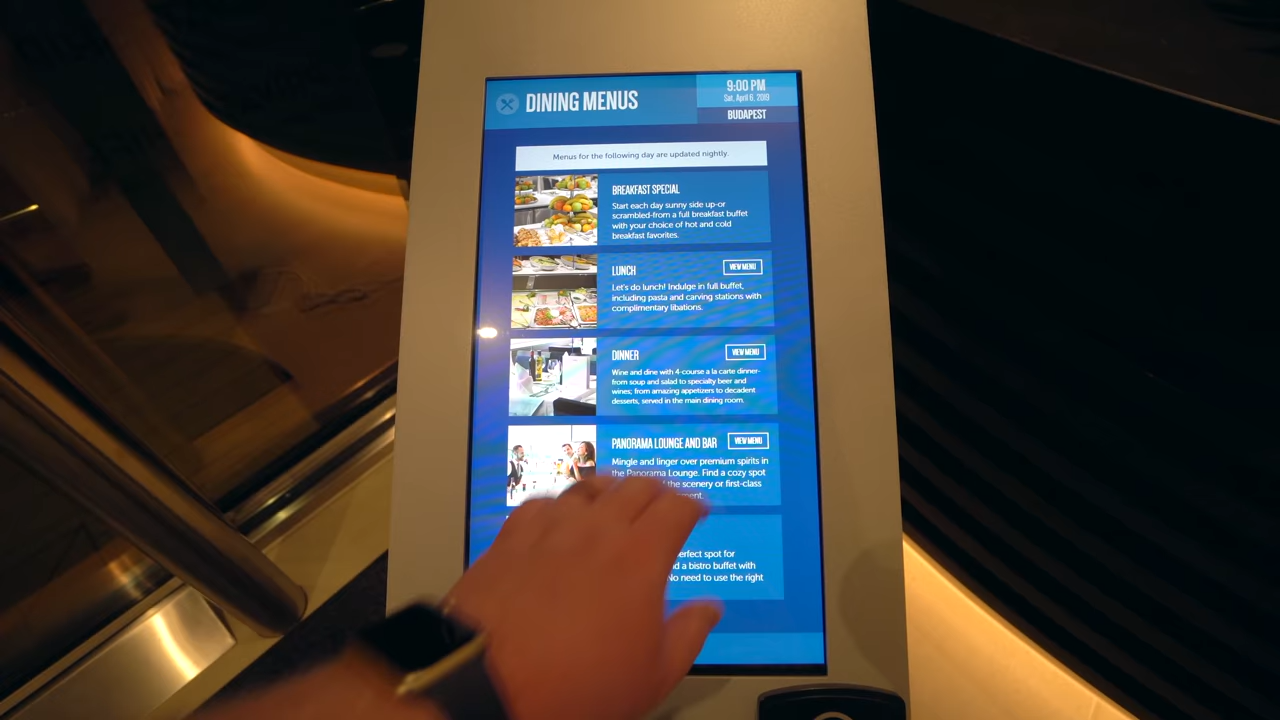 DINING MENUS
9:00 PM
Sat, April 6, 2019
BUDAPEST
Menus for the following day are updated nightly.
BREAKFAST SPECIAL
Start each day sunny side up-or
scrambled-from a full breakfast buffet
with your choice of hot and cold
breakfast favorites.
LUNCH
VIEW MENU
Let's do lunch! Indulge in full buffet,
including pasta and carving stations with
complimentary libations.
DINNER
VIEW MENU
Wine and dine with 4-course a la carte dinner-
from soup and salad to specialty beer and
wines; from amazing appetizers to decadent
desserts, served in the main dining room.
PANORAMA LOUNGE AND BAR
VIEW MENU
Mingle and linger over premium spirits in
the Panorama Lounge. Find a cozy spot
the scenery or first-class
spot for
a bistro buffet with
No need to use the right